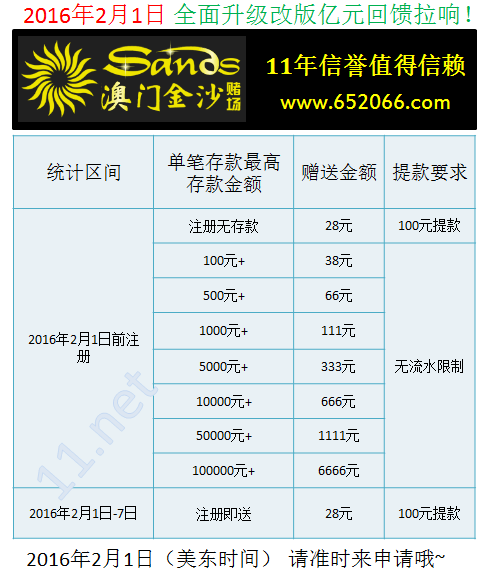 2016年2月1日 全面升级改版亿元回馈拉响！
Sands
澳门金沙赌场
11年信誉值得信赖
www.652066.com
统计区间 单笔存款最高存款金额 赠送金额 提款要求
注册无存款 28元 100元提款
100元+ 38元
500元+ 66元
1000元+ 111元
2016年2月1日前注册
5000元+ 333元 无流水限制
10000元+ 666元
50000元+ 1111元
100000元+ 6666元
2016年2月1日-7日 注册即送 28元 100元提款
11.net
2016年2月1日（美东时间） 请准时来申请哦~